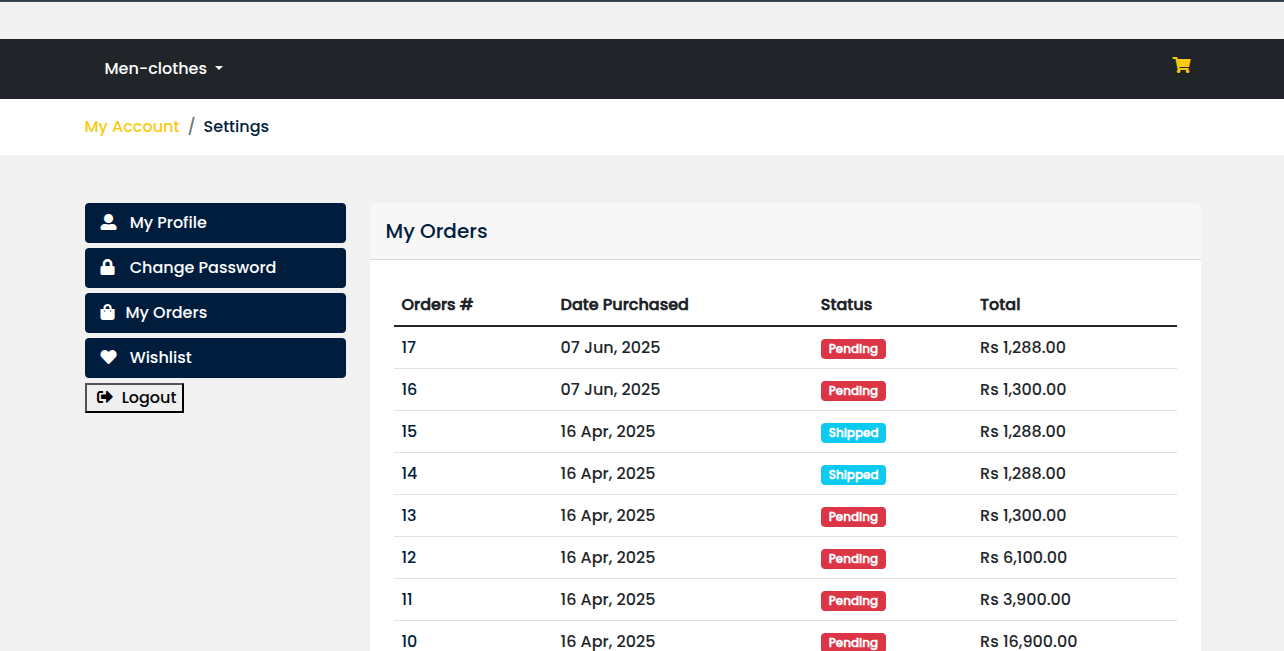 Men-clothes
My Account / Settings
My Profile
Change Password
My Orders
Wishlist
Logout
My Orders
Orders # Date Purchased Status Total
17 07 Jun, 2025 Pending Rs 1,288.00
16 07 Jun, 2025 Pending Rs 1,300.00
15 16 Apr, 2025 Shipped Rs 1,288.00
14 16 Apr, 2025 Shipped Rs 1,288.00
13 16 Apr, 2025 Pending Rs 1,300.00
12 16 Apr, 2025 Pending Rs 6,100.00
11 16 Apr, 2025 Pending Rs 3,900.00
10 16 Apr, 2025 Pending Rs 16,900.00